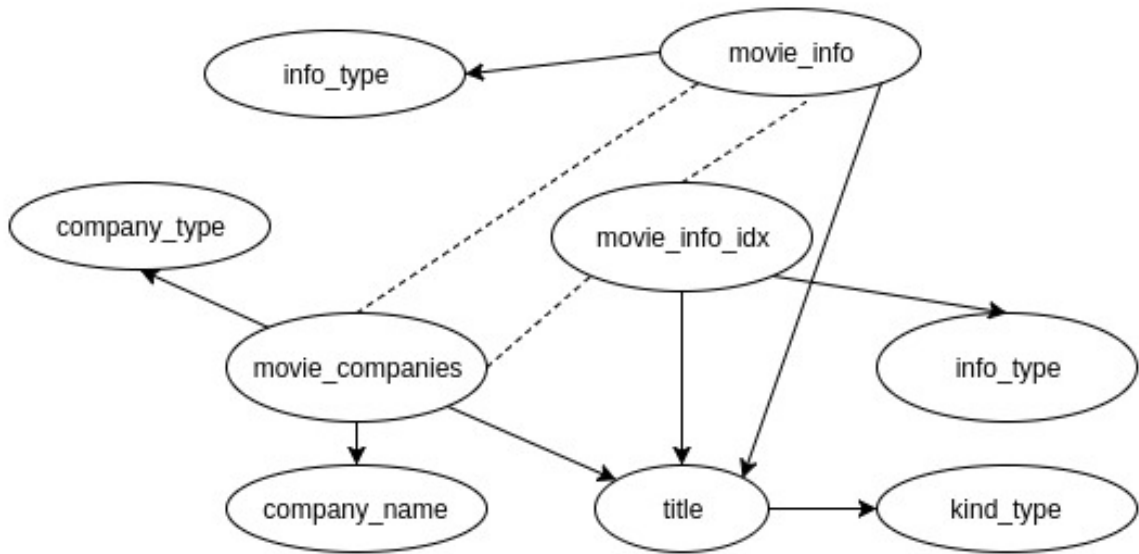 movie_info
info_type
company_type
movie_info_idx
movie_companies
info_type
company_name
title
kind_type